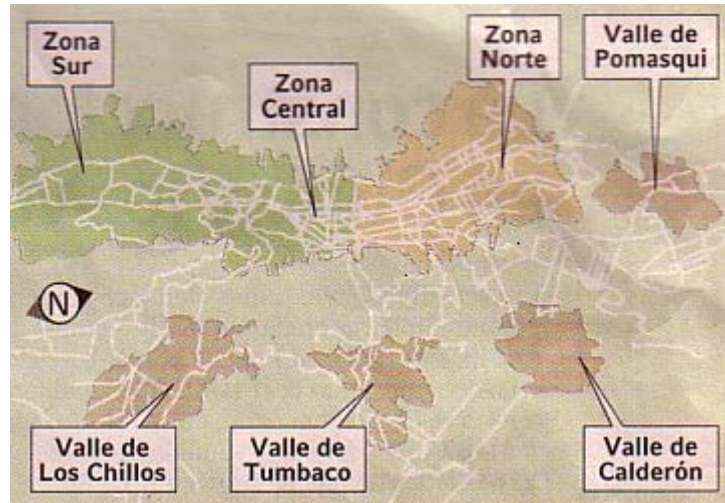 Zona
Sur
Zona
Central
Zona
Norte
Valle de
Pomasqui
N
Valle de
Los Chillos
Valle de
Tumbaco
Valle de
Calderón